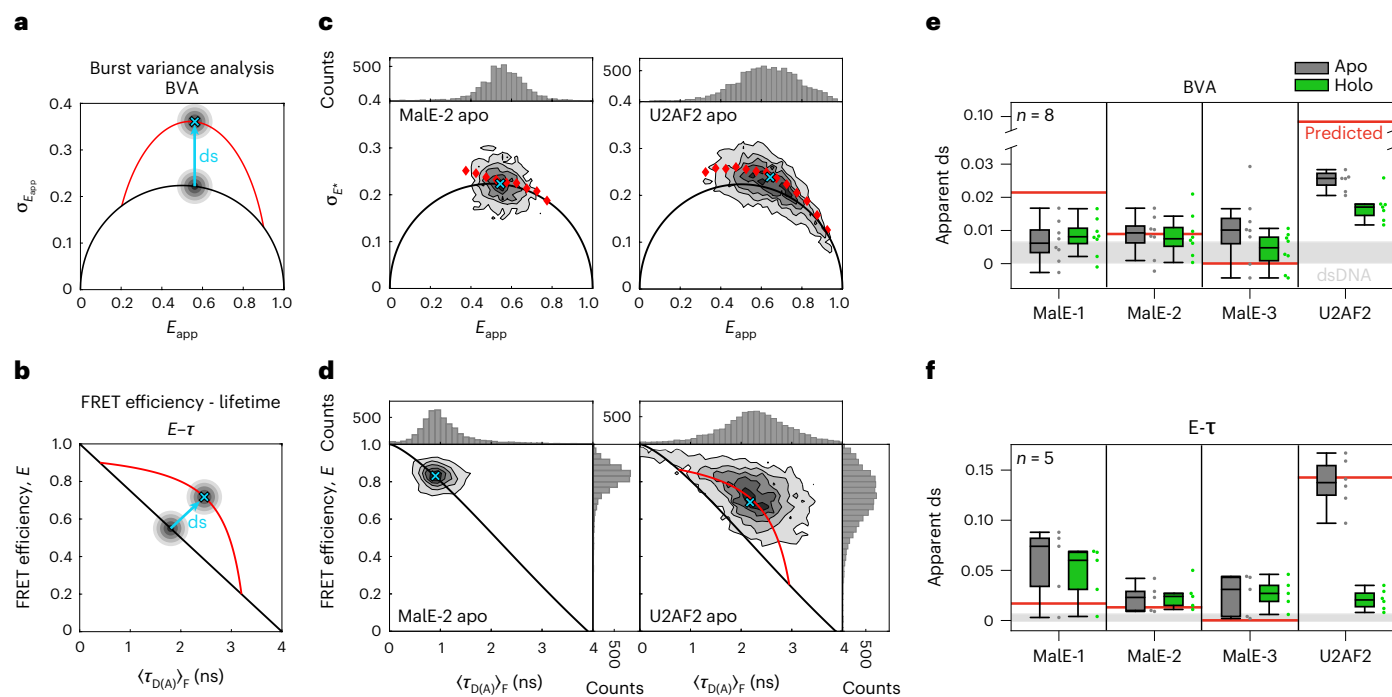 a
Burst variance analysis
BVA
0.4
0.3
0.2
0.1
0
σEapp
ds
0 0.2 0.4 0.6 0.8 1.0
Eapp
b
FRET efficiency - lifetime
E–τ
1.0
0.8
0.6
0.4
0.2
0
FRET efficiency, E
ds
0 1 2 3 4
⟨τD(A)⟩F (ns)
c
Counts
500
0.4
MalE-2 apo
0.3
0.2
0.1
0
σE*
0 0.2 0.4 0.6 0.8 1.0
Eapp
500
0.4
U2AF2 apo
0.3
0.2
0.1
0
0 0.2 0.4 0.6 0.8 1.0
Eapp
d
Counts
500
1.0
0.8
0.6
0.4
0.2
0
FRET efficiency, E
MalE-2 apo
0 1 2 3 4
⟨τD(A)⟩F (ns)
500
Counts
500
U2AF2 apo
0 1 2 3 4
⟨τD(A)⟩F (ns)
500
Counts
e
Apo
Holo
BVA
n = 8
Predicted
dsDNA
0.10
0.03
0.02
0.01
0
Apparent ds
MalE-1 MalE-2 MalE-3 U2AF2
f
E-τ
n = 5
0.15
0.10
0.05
0
Apparent ds
MalE-1 MalE-2 MalE-3 U2AF2